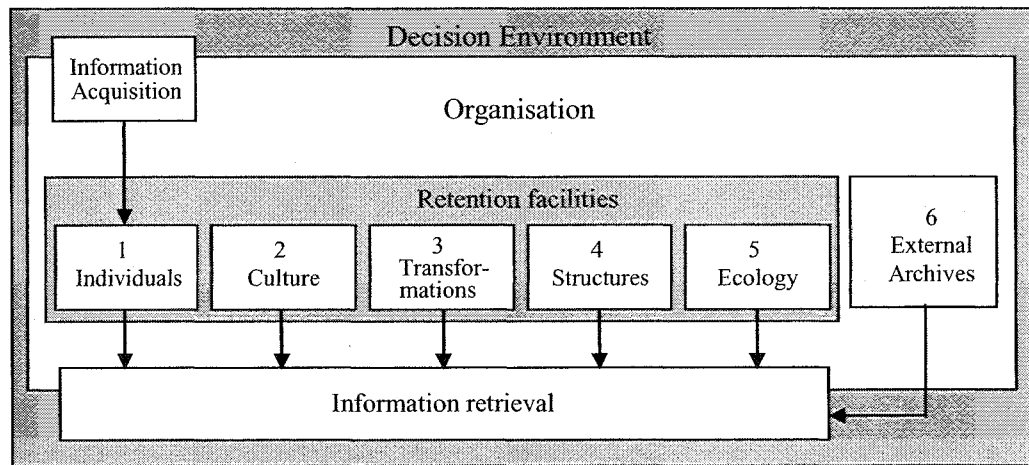 Decision Environment
Information
Acquisition
Organisation
Retention facilities
1
Individuals
2
Culture
3
Transfor-
mations
4
Structures
5
Ecology
6
External
Archives
Information retrieval